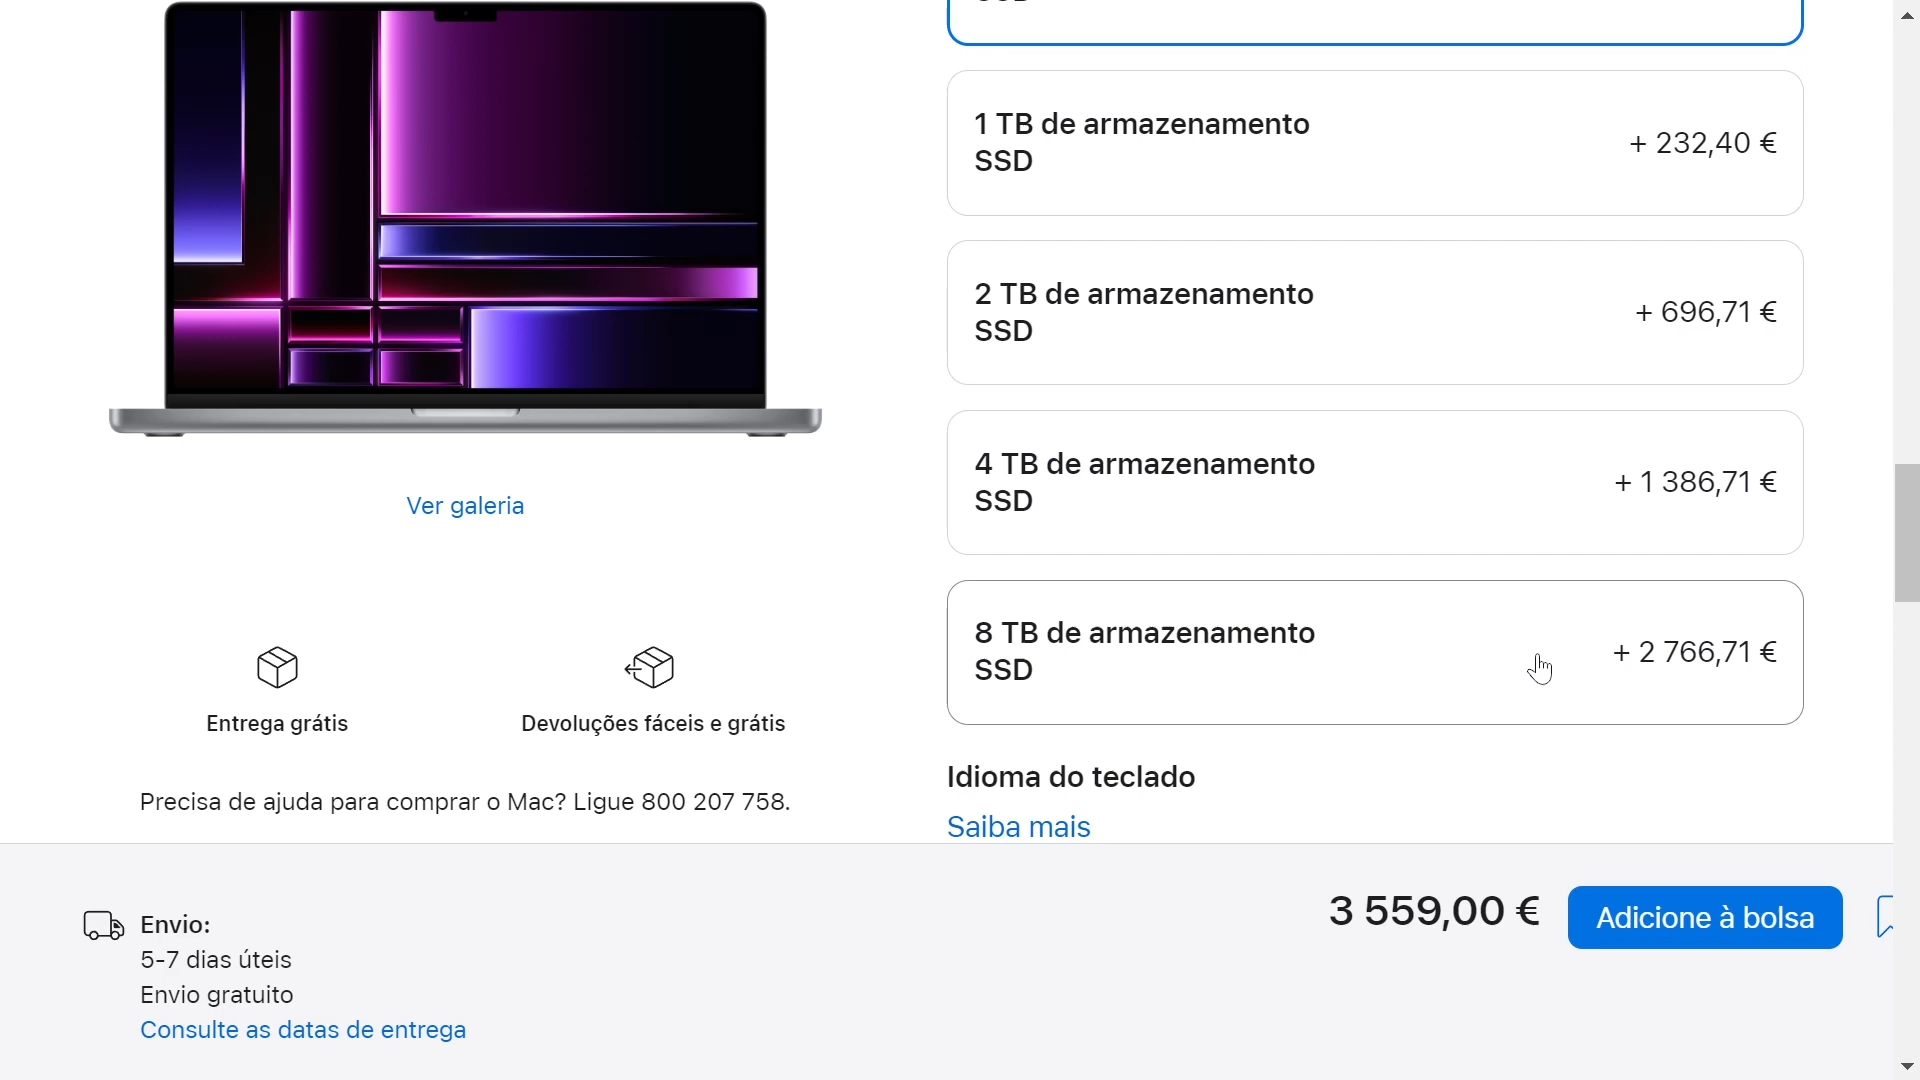 1 TB de armazenamento
SSD
+ 232,40 €
2 TB de armazenamento
SSD
+ 696,71 €
4 TB de armazenamento
SSD
+ 1 386,71 €
8 TB de armazenamento
SSD
+ 2 766,71 €
Idioma do teclado
Saiba mais
Ver galeria
Entrega grátis
Devoluções fáceis e grátis
Precisa de ajuda para comprar o Mac? Ligue 800 207 758.
Envio:
5-7 dias úteis
Envio gratuito
Consulte as datas de entrega
3 559,00 €
Adicione à bolsa